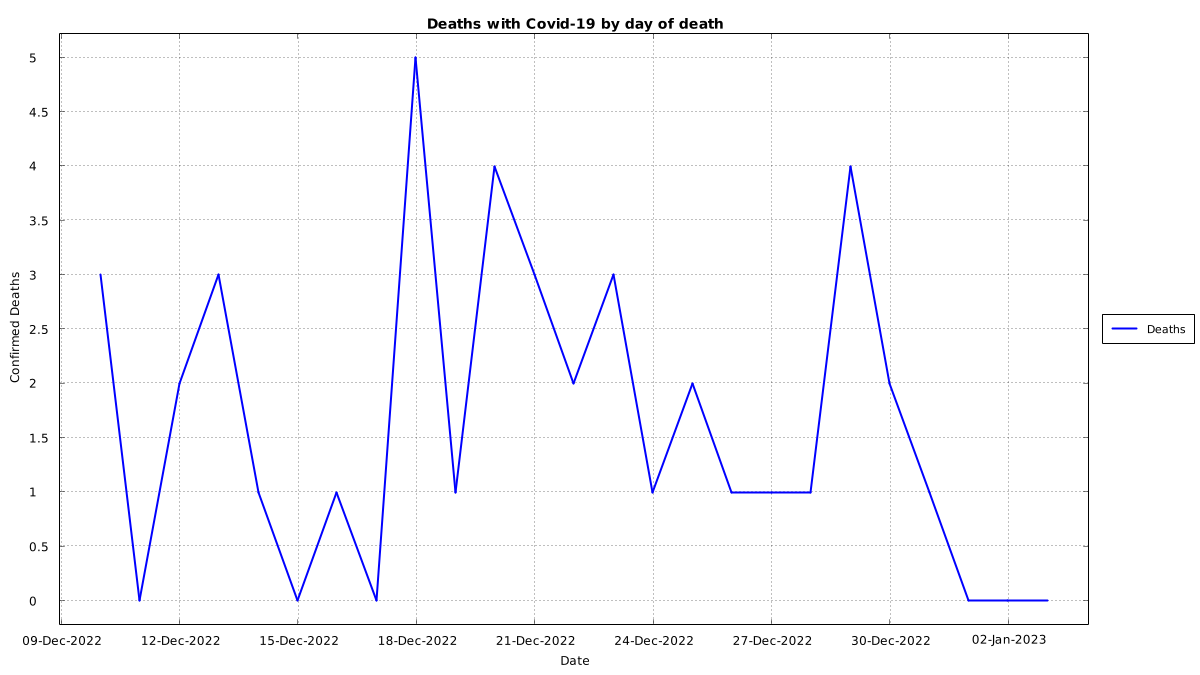 Deaths with Covid-19 by day of death
5
4.5
4
3.5
3
2.5
2
1.5
1
0.5
0
Confirmed Deaths
09-Dec-2022 12-Dec-2022 15-Dec-2022 18-Dec-2022 21-Dec-2022 24-Dec-2022 27-Dec-2022 30-Dec-2022 02-Jan-2023
Date
Deaths